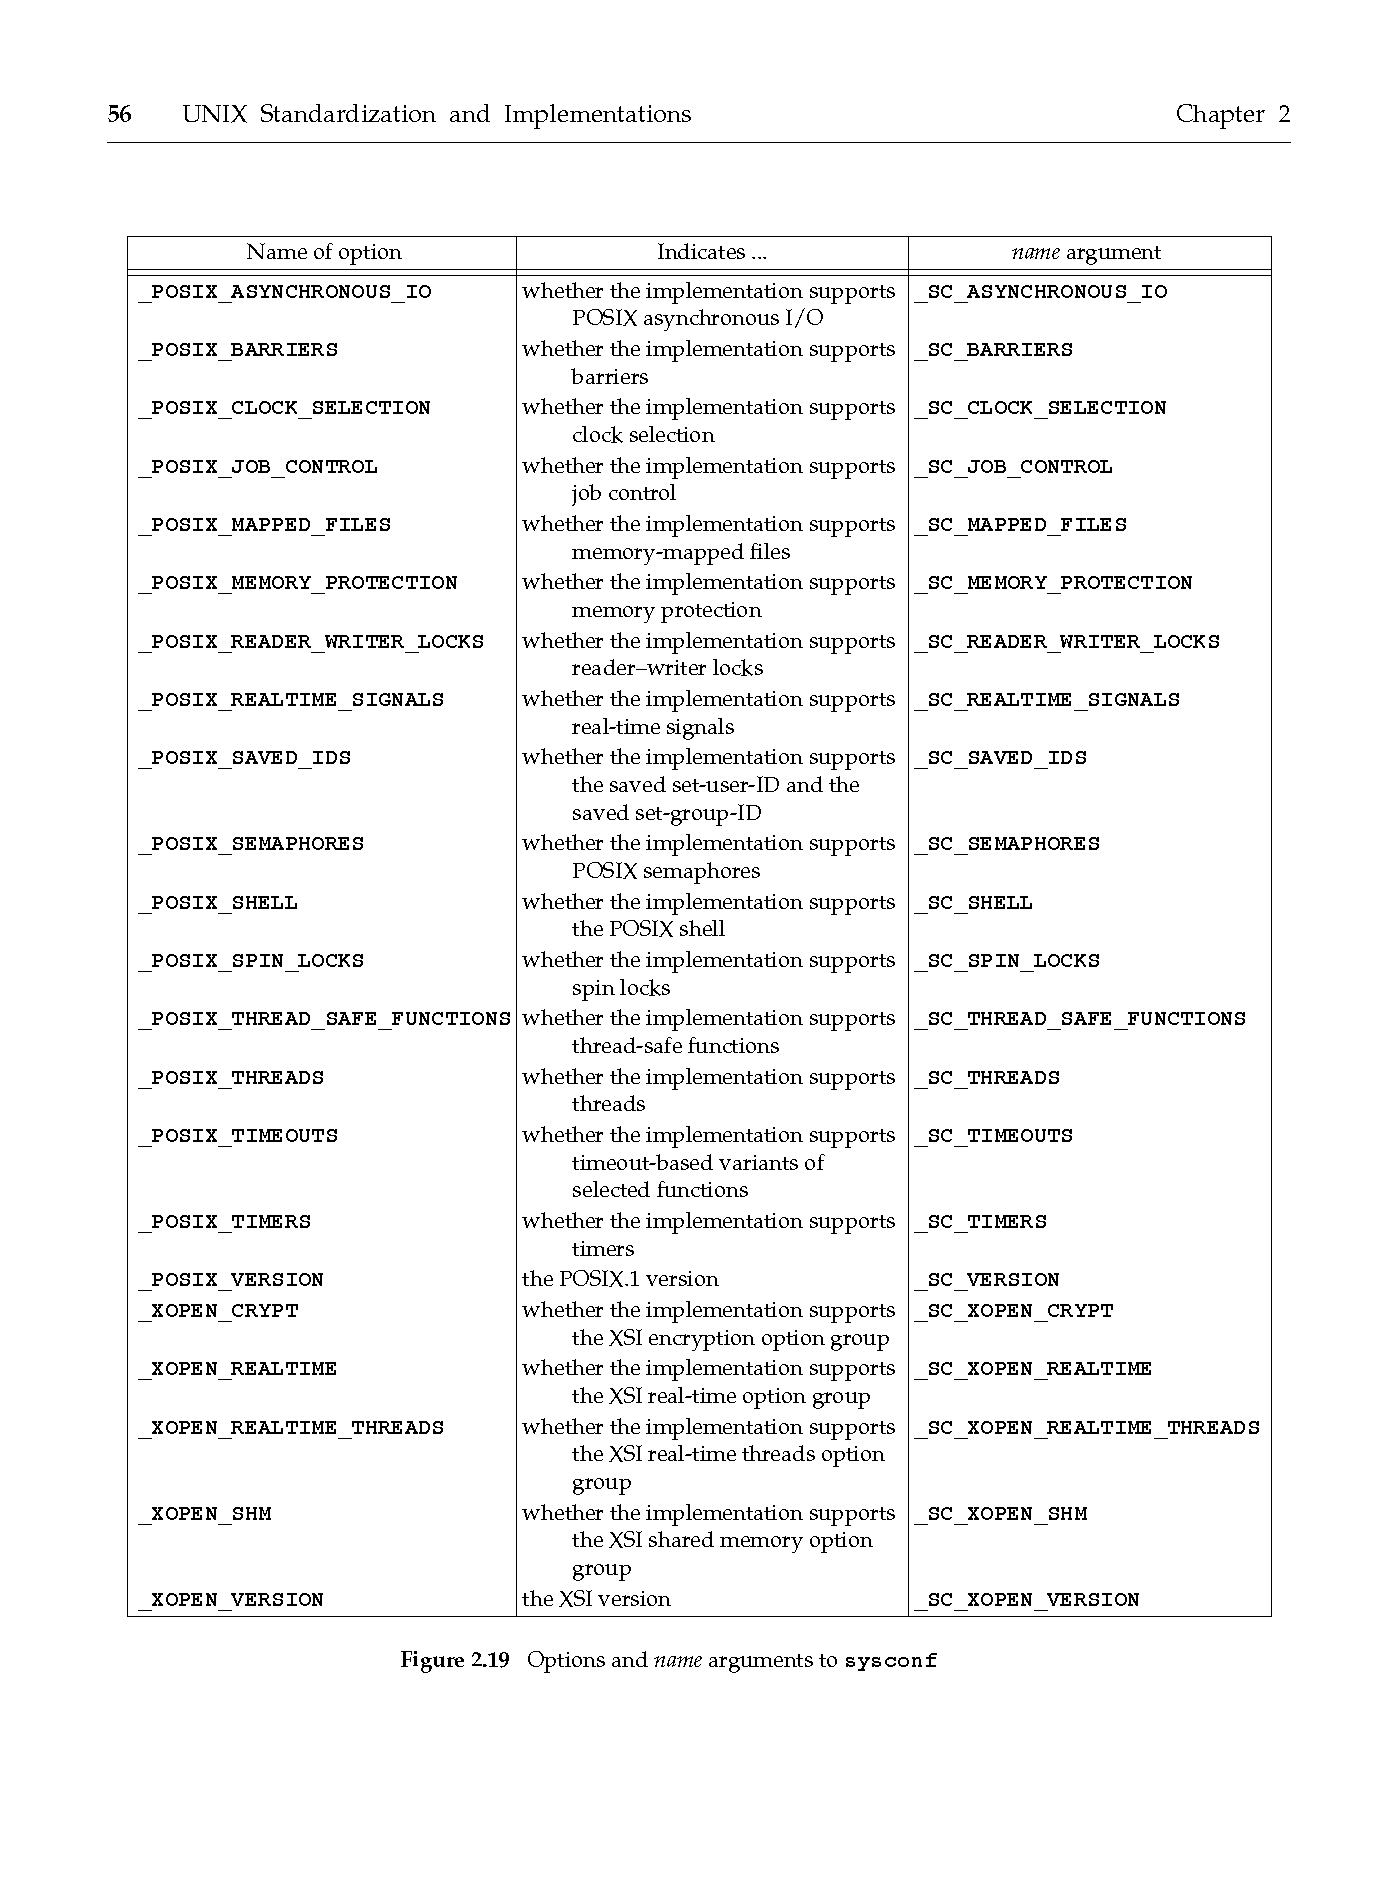 56 UNIX Standardization and Implementations Chapter 2
Name of option Indicates ... name argument
_POSIX_ASYNCHRONOUS_IO whether the implementation supports _SC_ASYNCHRONOUS_IO
POSIX asynchronous I/O
_POSIX_BARRIERS whether the implementation supports _SC_BARRIERS
barriers
_POSIX_CLOCK_SELECTION whether the implementation supports _SC_CLOCK_SELECTION
clock selection
_POSIX_JOB_CONTROL whether the implementation supports _SC_JOB_CONTROL
job control
_POSIX_MAPPED_FILES whether the implementation supports _SC_MAPPED_FILES
memory-mapped files
_POSIX_MEMORY_PROTECTION whether the implementation supports _SC_MEMORY_PROTECTION
memory protection
_POSIX_READER_WRITER_LOCKS whether the implementation supports _SC_READER_WRITER_LOCKS
reader–writer locks
_POSIX_REALTIME_SIGNALS whether the implementation supports _SC_REALTIME_SIGNALS
real-time signals
_POSIX_SAVED_IDS whether the implementation supports _SC_SAVED_IDS
the saved set-user-ID and the
saved set-group-ID
_POSIX_SEMAPHORES whether the implementation supports _SC_SEMAPHORES
POSIX semaphores
_POSIX_SHELL whether the implementation supports _SC_SHELL
the POSIX shell
_POSIX_SPIN_LOCKS whether the implementation supports _SC_SPIN_LOCKS
spin locks
_POSIX_THREAD_SAFE_FUNCTIONS whether the implementation supports _SC_THREAD_SAFE_FUNCTIONS
thread-safe functions
_POSIX_THREADS whether the implementation supports _SC_THREADS
threads
_POSIX_TIMEOUTS whether the implementation supports _SC_TIMEOUTS
timeout-based variants of
selected functions
_POSIX_TIMERS whether the implementation supports _SC_TIMERS
timers
_POSIX_VERSION the POSIX.1 version _SC_VERSION
_XOPEN_CRYPT whether the implementation supports _SC_XOPEN_CRYPT
the XSI encryption option group
_XOPEN_REALTIME whether the implementation supports _SC_XOPEN_REALTIME
the XSI real-time option group
_XOPEN_REALTIME_THREADS whether the implementation supports _SC_XOPEN_REALTIME_THREADS
the XSI real-time threads option
group
_XOPEN_SHM whether the implementation supports _SC_XOPEN_SHM
the XSI shared memory option
group
_XOPEN_VERSION the XSI version _SC_XOPEN_VERSION
Figure 2.19 Options and name arguments to sysconf